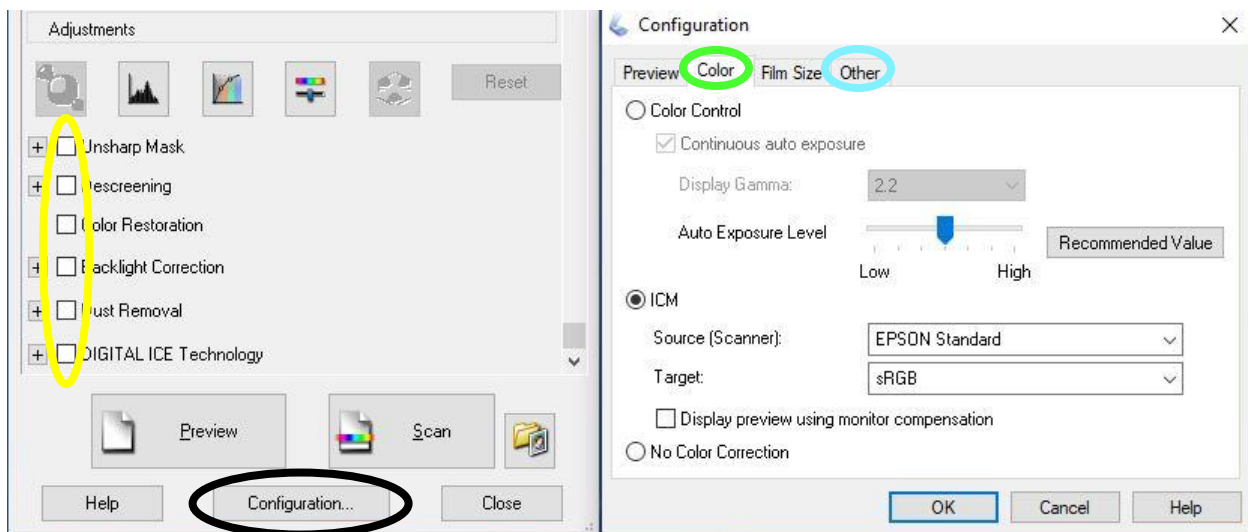 Adjustments
Reset
Unsharp Mask
Descreening
Color Restoration
Backlight Correction
Dust Removal
DIGITAL ICE Technology
Preview
Scan
Help
Configuration...
Close
Configuration
Preview Color Film Size Other
Color Control
Continuous auto exposure
Display Gamma: 2.2
Auto Exposure Level
Recommended Value
Low High
ICM
Source (Scanner): EPSON Standard
Target: sRGB
Display preview using monitor compensation
No Color Correction
OK Cancel Help